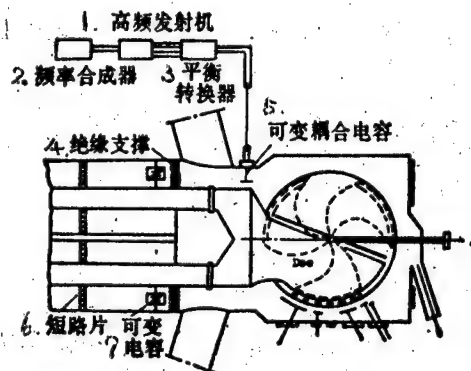 1. 高频发射机
2. 频率合成器
3 平衡
转换器
5.
可变耦合电容
4. 绝缘支撑
Dee
6. 短路片
可变
7 电容